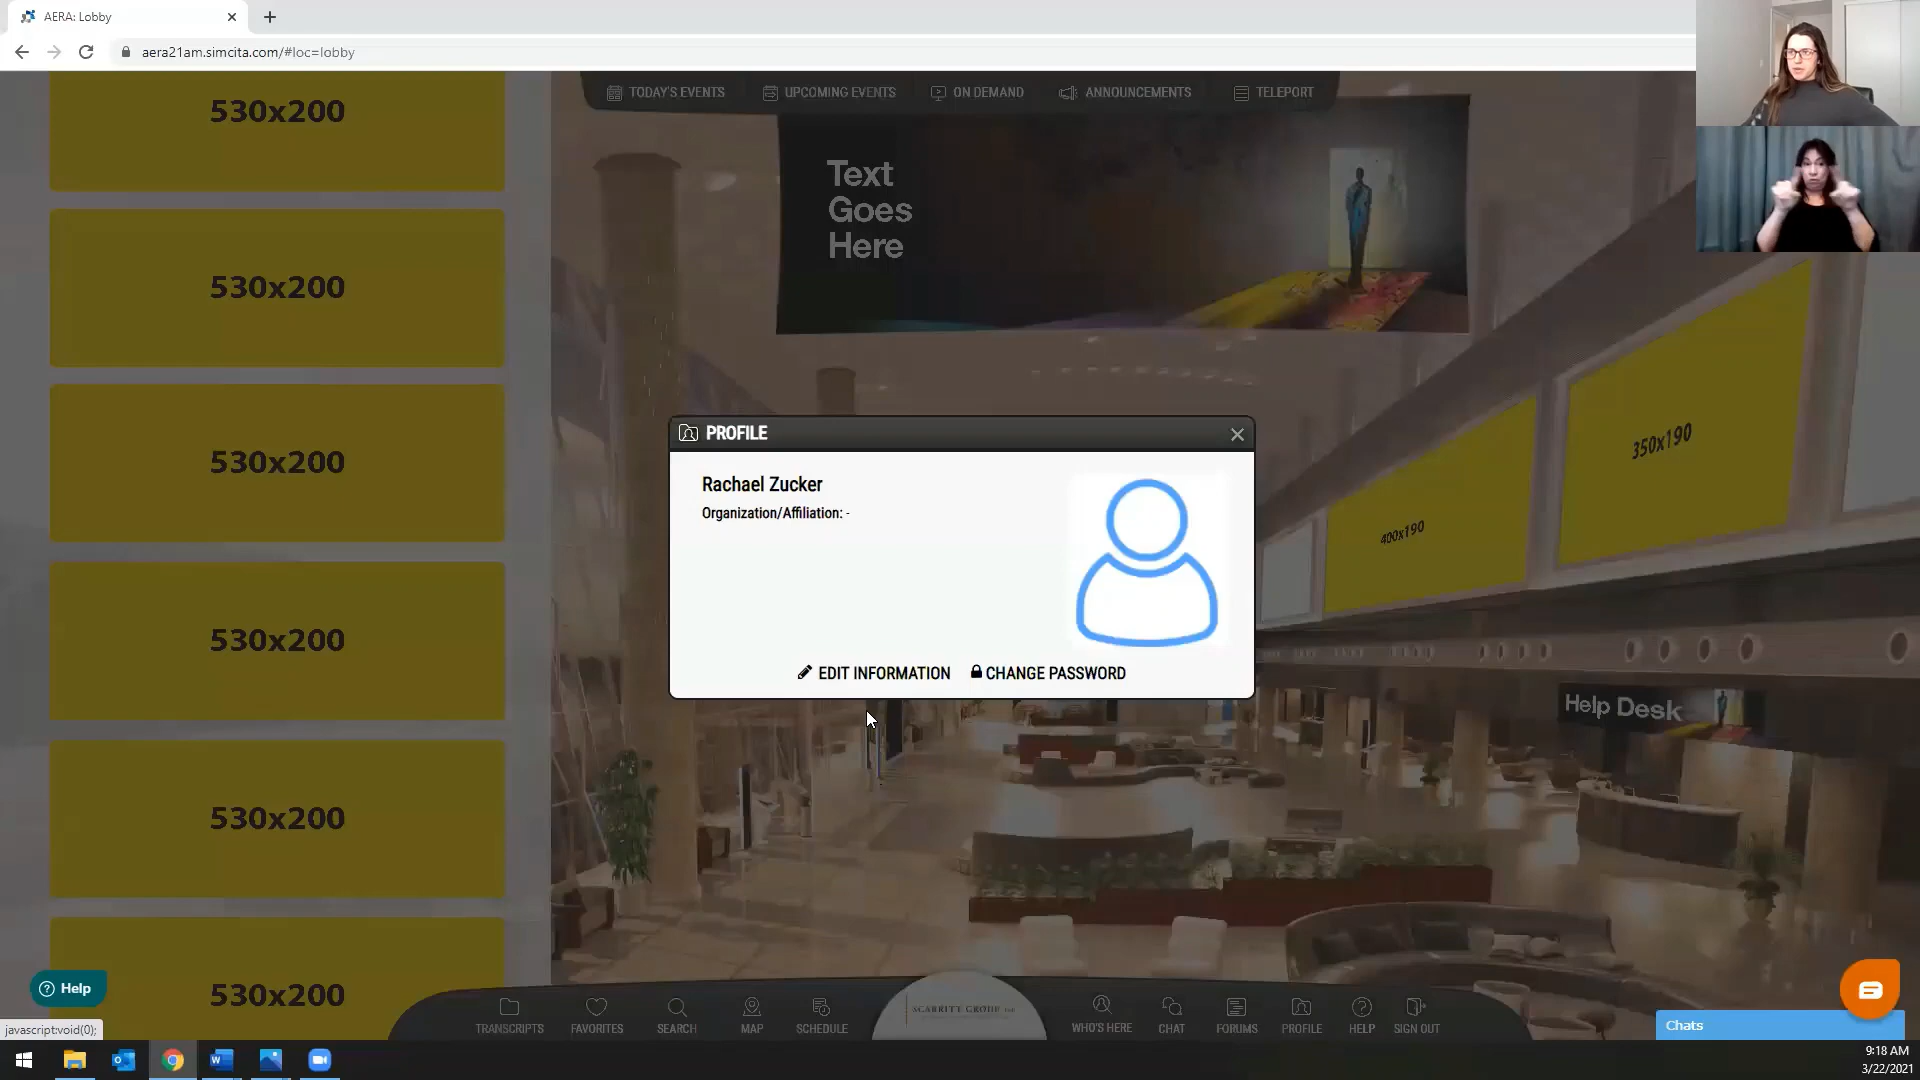 AERA: Lobby
aera21am.simcita.com/#loc=lobby
TODAY'S EVENTS
UPCOMING EVENTS
ON DEMAND
ANNOUNCEMENTS
TELEPORT
530x200
530x200
530x200
530x200
530x200
530x200
Text
Goes
Here
350x190
400x190
PROFILE
Rachael Zucker
Organization/Affiliation: -
EDIT INFORMATION
CHANGE PASSWORD
Help Desk
Help
javascript:void(0);
TRANSCRIPTS
FAVORITES
SEARCH
MAP
SCHEDULE
SCARRITT GROUP
WHO'S HERE
CHAT
FORUMS
PROFILE
HELP
SIGN OUT
Chats
9:18 AM
3/22/2021